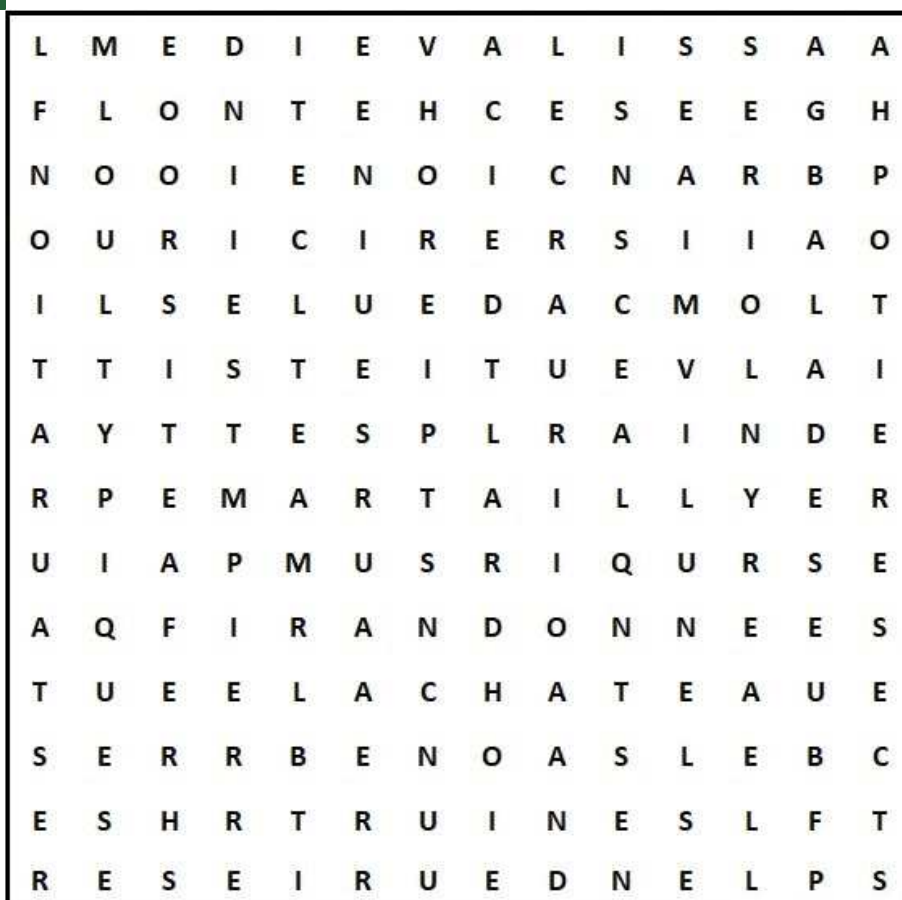 L M E D I E V A L I S S A A
F L O N T E H C E S E E G H
N O O I E N O I C N A R B P
O U R I C I R E R S I I A O
I L S E L U E D A C M O L T
T T I S T E I T U E V L A I
A Y T T E S P L R A I N D E
R P E M A R T A I L L Y E R
U I A P M U S R I Q U R S E
A Q F I R A N D O N N E E S
T U E E L A C H A T E A U E
S E R R B E N O A S L E B C
E S H R T R U I N E S L F T
R E S E I R U E D N E L P S